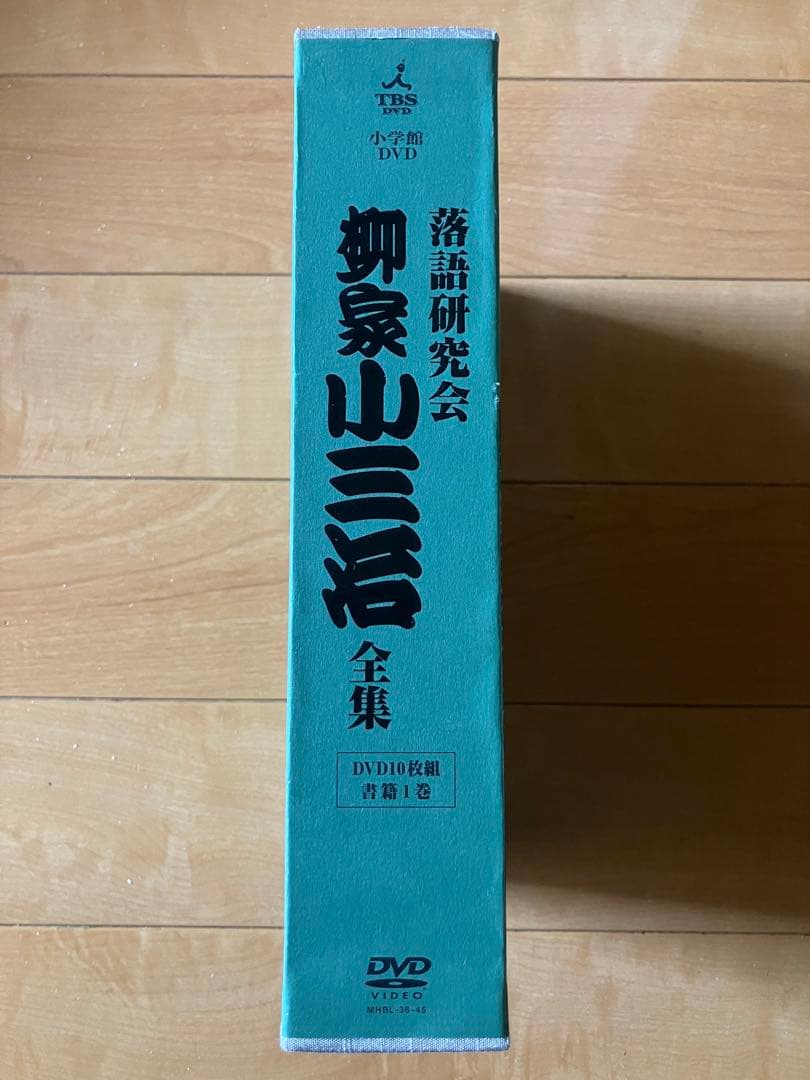 TBS
DVD
小学館
DVD
落語研究会
柳家小三治
全集
DVD10枚組
書籍1巻
DVD
VIDEO
MHBL-36~45